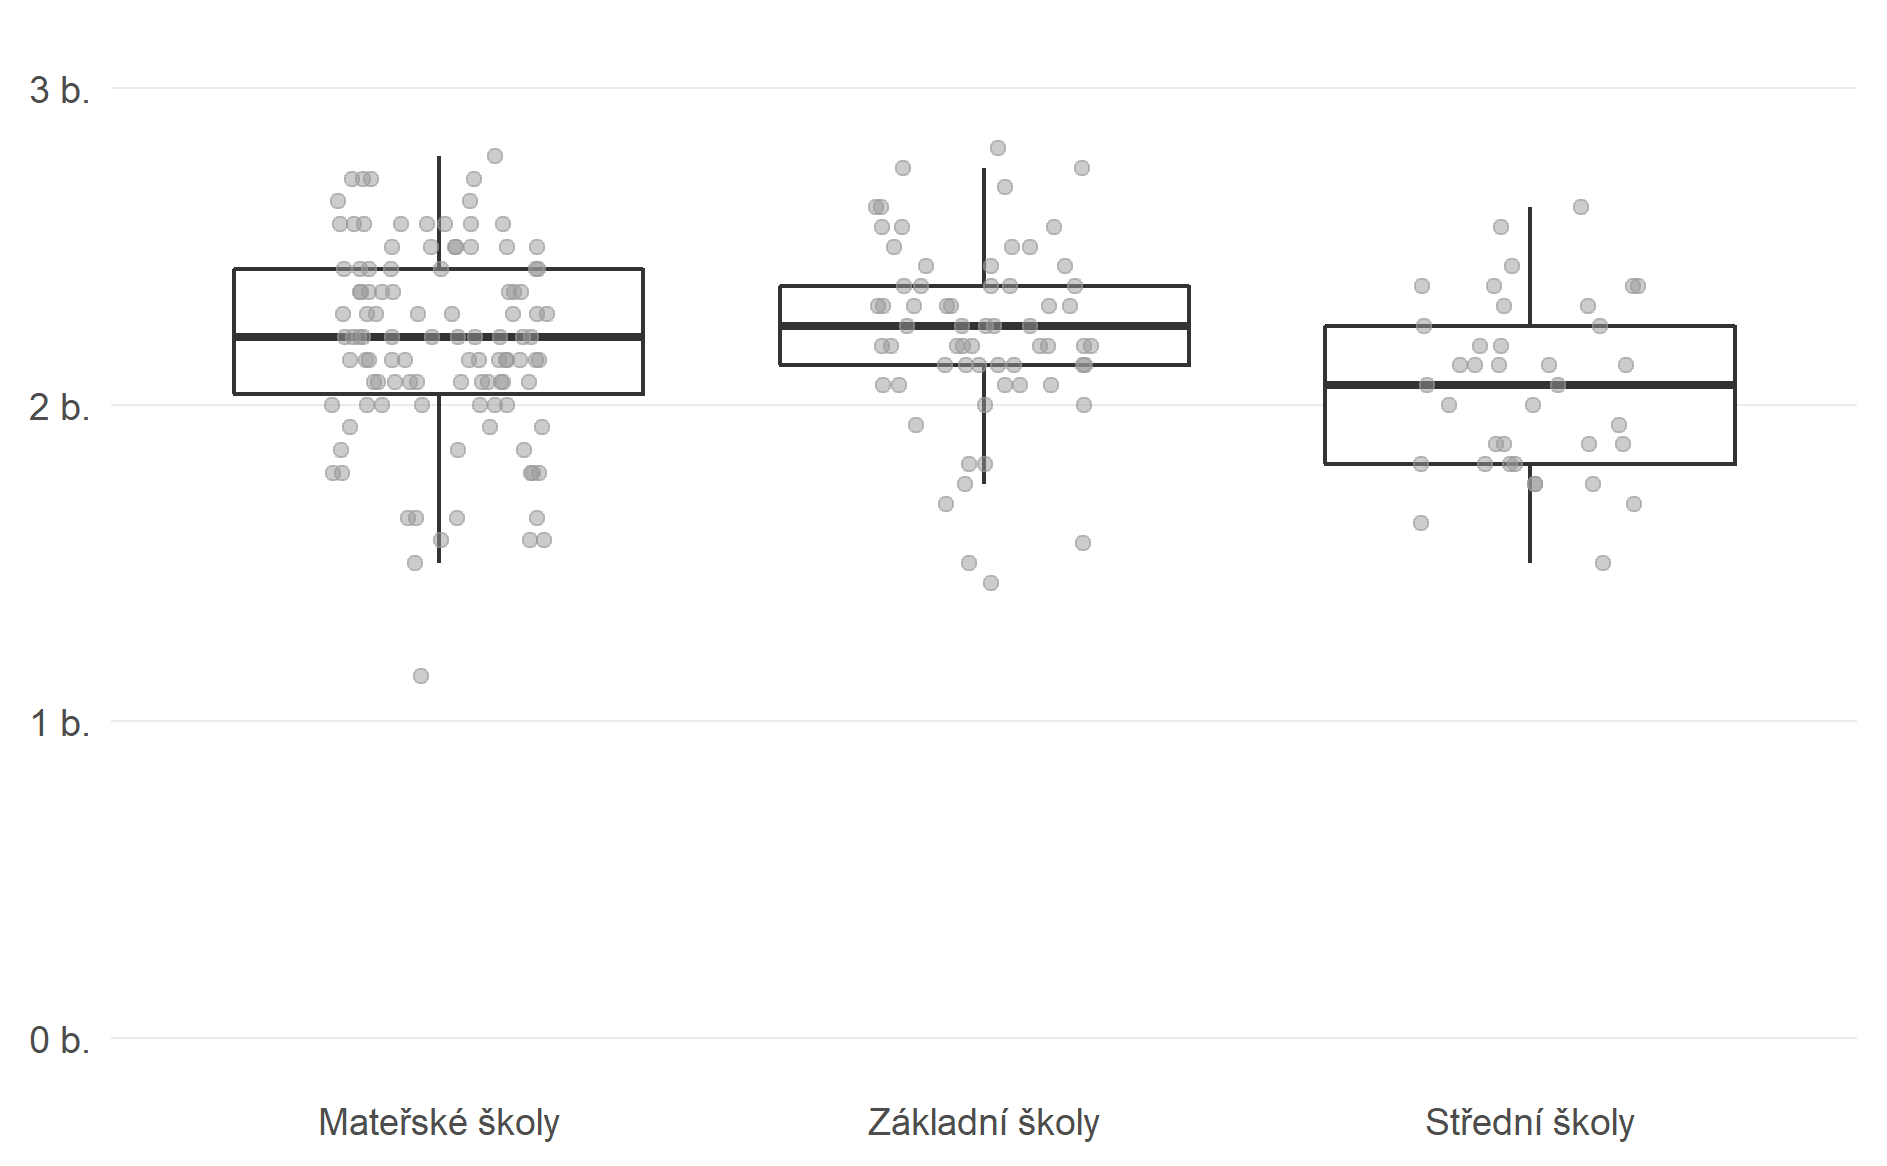 3 b.
2 b.
1 b.
0 b.
Mateřské školy
Základní školy
Střední školy